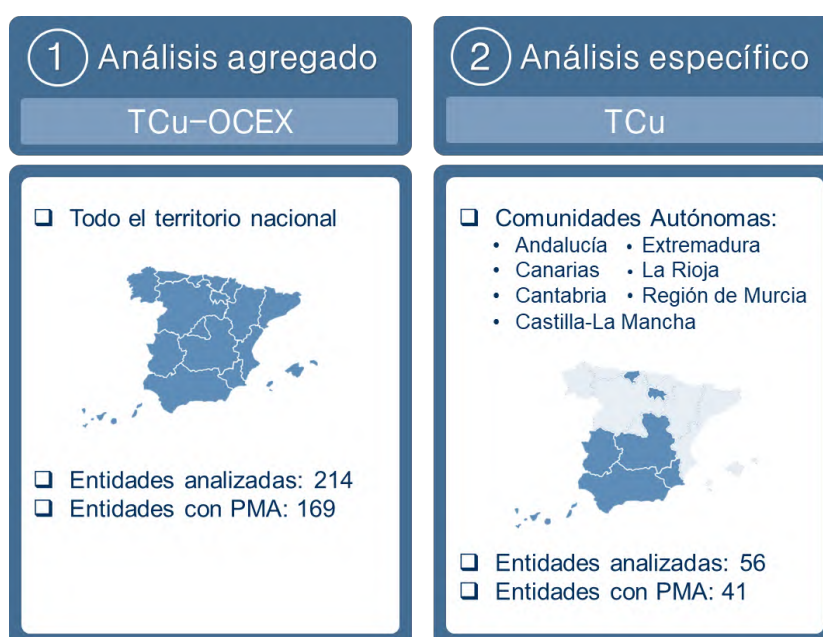 1 Análisis agregado
TCu-OCEX
Todo el territorio nacional
Entidades analizadas: 214
Entidades con PMA: 169
2 Análisis específico
TCu
Comunidades Autónomas:
• Andalucía • Extremadura
• Canarias • La Rioja
• Cantabria • Región de Murcia
• Castilla-La Mancha
Entidades analizadas: 56
Entidades con PMA: 41